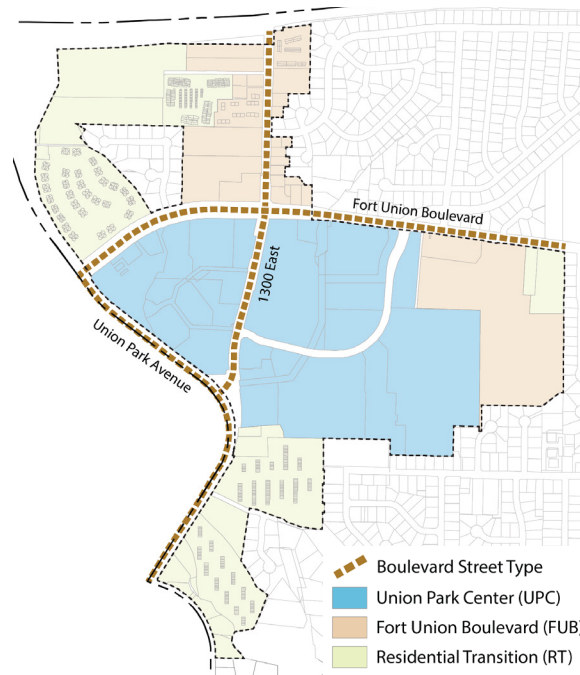 Fort Union Boulevard
1300 East
Union Park Avenue
Boulevard Street Type
Union Park Center (UPC)
Fort Union Boulevard (FUB)
Residential Transition (RT)